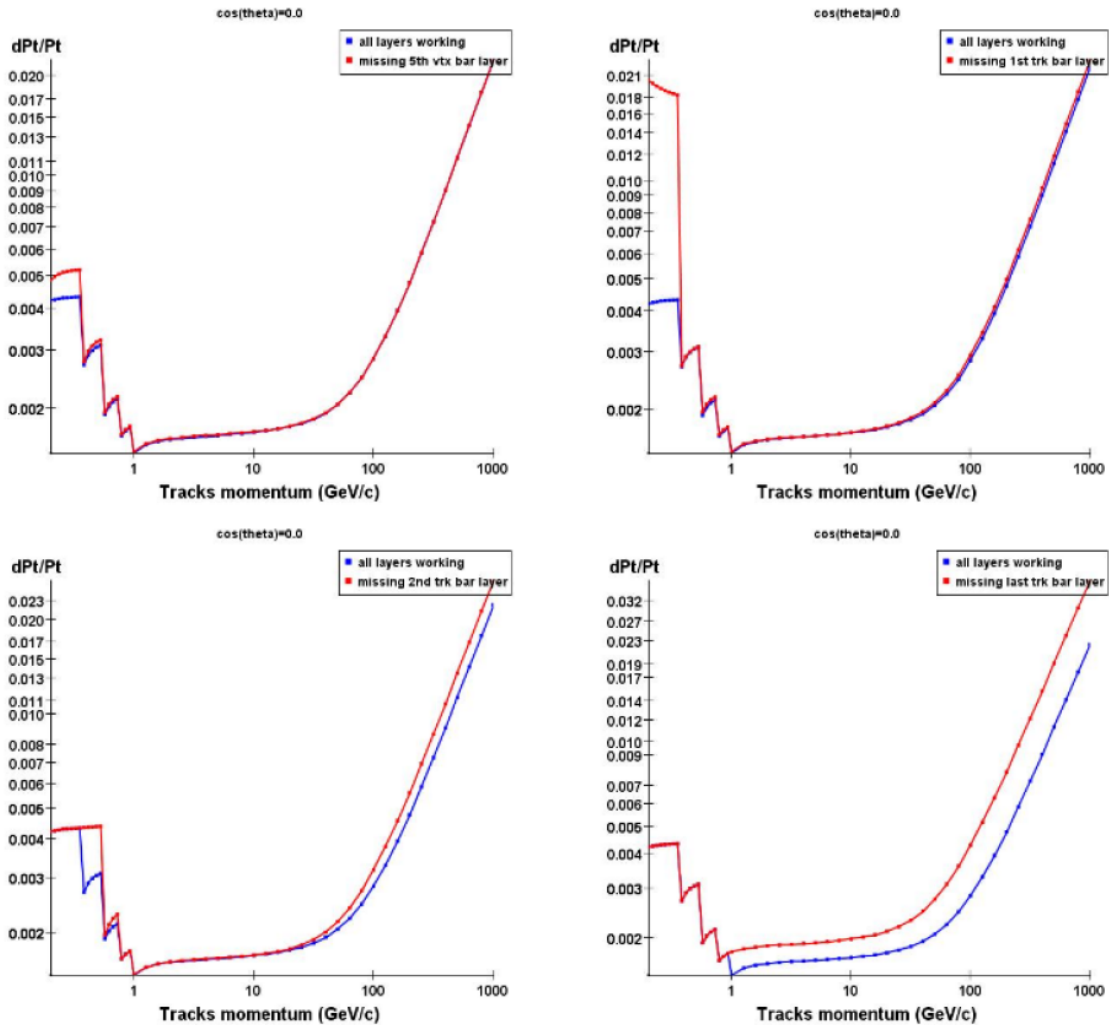 cos(theta)=0.0
dPt/Pt
all layers working
missing 5th vtx bar layer
0.020
0.017
0.015
0.013
0.011
0.010
0.009
0.008
0.007
0.006
0.005
0.004
0.003
0.002
1 10 100 1000
Tracks momentum (GeV/c)
cos(theta)=0.0
dPt/Pt
all layers working
missing 1st trk bar layer
0.021
0.018
0.016
0.014
0.012
0.010
0.009
0.008
0.007
0.006
0.005
0.004
0.003
0.002
1 10 100 1000
Tracks momentum (GeV/c)
cos(theta)=0.0
dPt/Pt
all layers working
missing 2nd trk bar layer
0.023
0.020
0.017
0.015
0.013
0.011
0.010
0.008
0.007
0.006
0.005
0.004
0.003
0.002
1 10 100 1000
Tracks momentum (GeV/c)
cos(theta)=0.0
dPt/Pt
all layers working
missing last trk bar layer
0.032
0.027
0.023
0.019
0.017
0.014
0.012
0.010
0.009
0.007
0.006
0.005
0.004
0.003
0.002
1 10 100 1000
Tracks momentum (GeV/c)